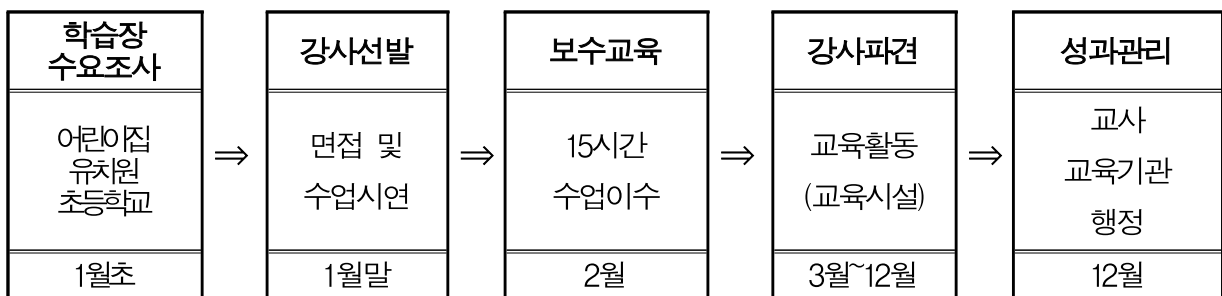 학습장
수요조사
어린이집
유치원
초등학교
1월초
⇒
강사선발
면접 및
수업시연
1월말
⇒
보수교육
15시간
수업이수
2월
⇒
강사파견
교육활동
(교육시설)
3월~12월
⇒
성과관리
교사
교육기관
행정
12월